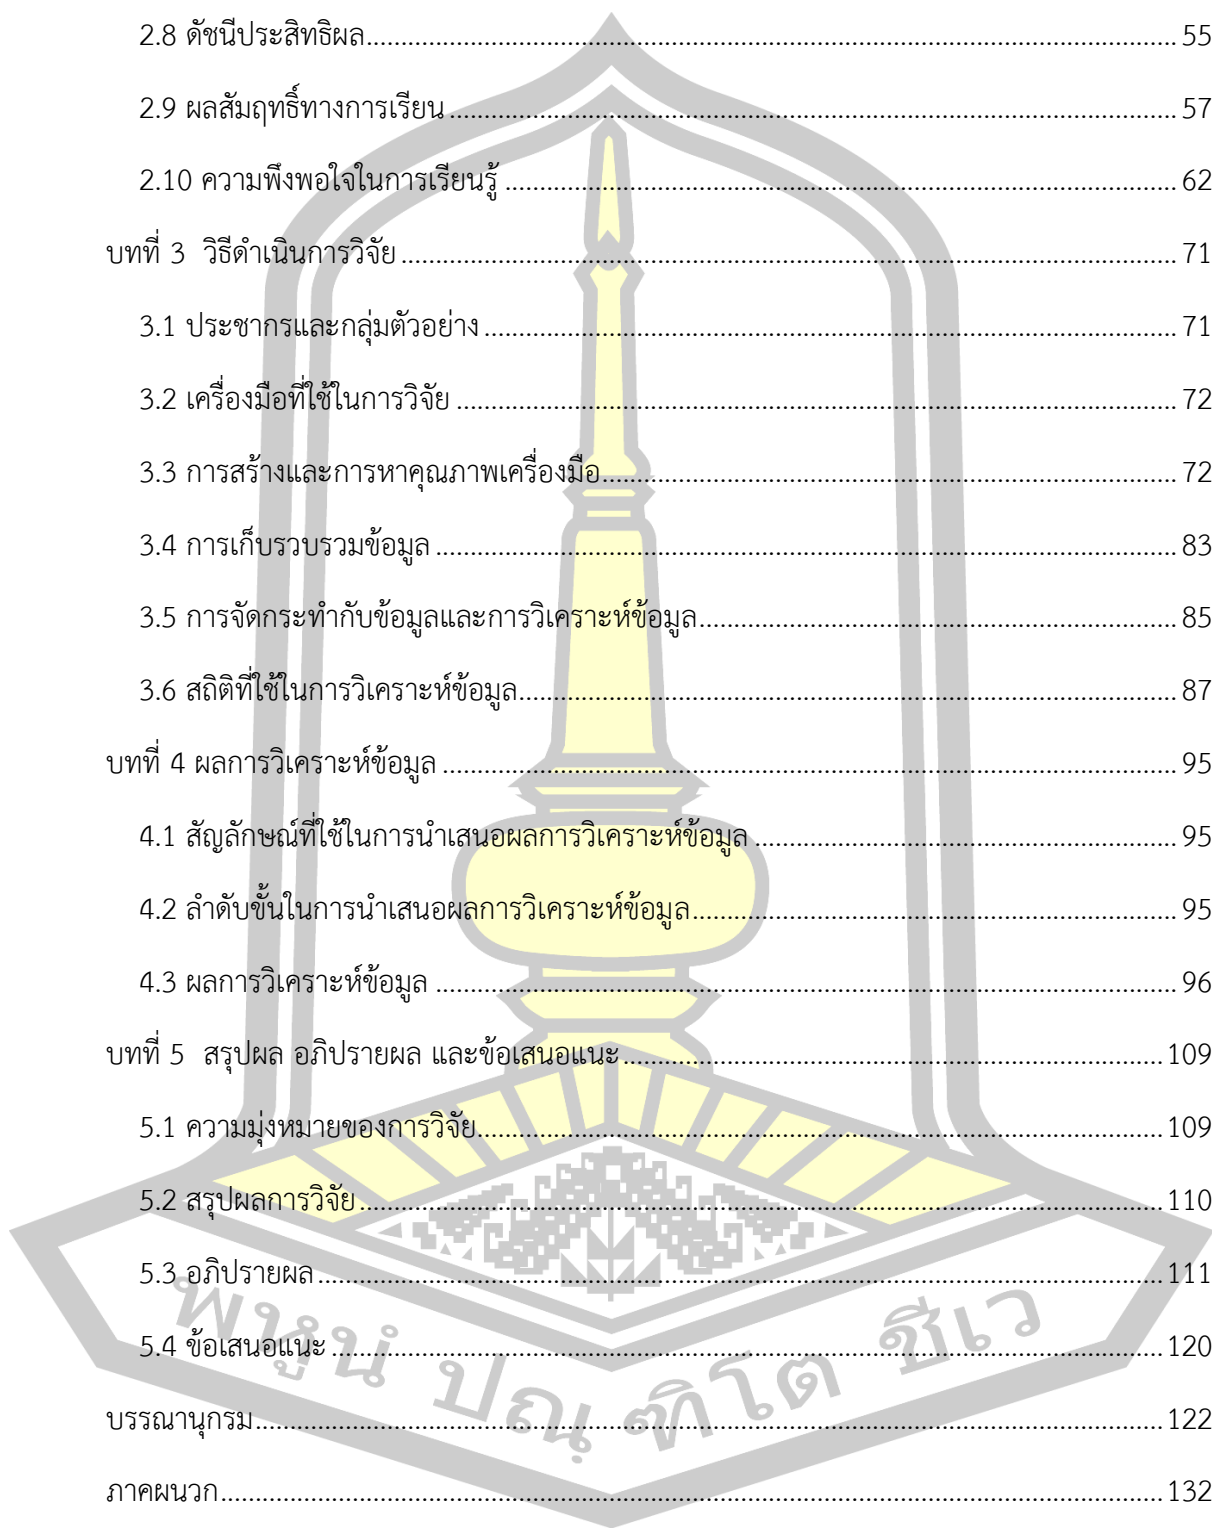 2.8 ดัชนีประสิทธิผล 55
2.9 ผลสัมฤทธิ์ทางการเรียน 57
2.10 ความพึงพอใจในการเรียนรู้ 62
บทที่ 3 วิธีดำเนินการวิจัย 71
3.1 ประชากรและกลุ่มตัวอย่าง 71
3.2 เครื่องมือที่ใช้ในการวิจัย 72
3.3 การสร้างและการหาคุณภาพเครื่องมือ 72
3.4 การเก็บรวบรวมข้อมูล 83
3.5 การจัดกระทำกับข้อมูลและการวิเคราะห์ข้อมูล 85
3.6 สถิติที่ใช้ในการวิเคราะห์ข้อมูล 87
บทที่ 4 ผลการวิเคราะห์ข้อมูล 95
4.1 สัญลักษณ์ที่ใช้ในการนำเสนอผลการวิเคราะห์ข้อมูล 95
4.2 ลำดับขั้นในการนำเสนอผลการวิเคราะห์ข้อมูล 95
4.3 ผลการวิเคราะห์ข้อมูล 96
บทที่ 5 สรุปผล อภิปรายผล และข้อเสนอแนะ 109
5.1 ความมุ่งหมายของการวิจัย 109
5.2 สรุปผลการวิจัย 110
5.3 อภิปรายผล 111
5.4 ข้อเสนอแนะ 120
บรรณานุกรม 122
ภาคผนวก 132
พหูนํ ปณฺฑิโต ชีเว